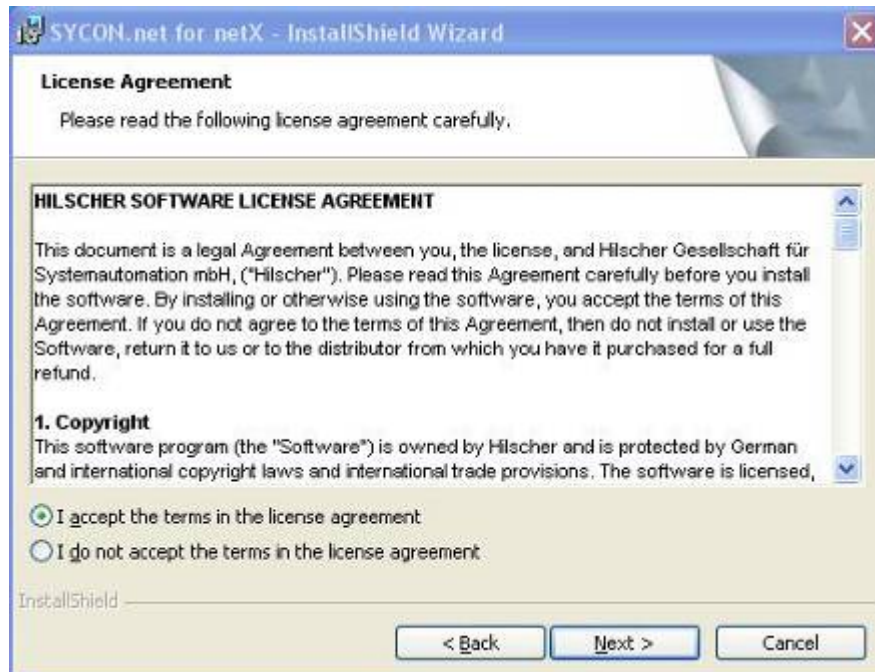 SYCON.net for netX - InstallShield Wizard
License Agreement
Please read the following license agreement carefully.
HILSCHER SOFTWARE LICENSE AGREEMENT
This document is a legal Agreement between you, the license, and Hilscher Gesellschaft für
Systemautomation mbH, ("Hilscher"). Please read this Agreement carefully before you install
the software. By installing or otherwise using the software, you accept the terms of this
Agreement. If you do not agree to the terms of this Agreement, then do not install or use the
Software, return it to us or to the distributor from which you have it purchased for a full
refund.
1. Copyright
This software program (the "Software") is owned by Hilscher and is protected by German
and international copyright laws and international trade provisions. The software is licensed,
I accept the terms in the license agreement
I do not accept the terms in the license agreement
InstallShield
< Back
Next >
Cancel